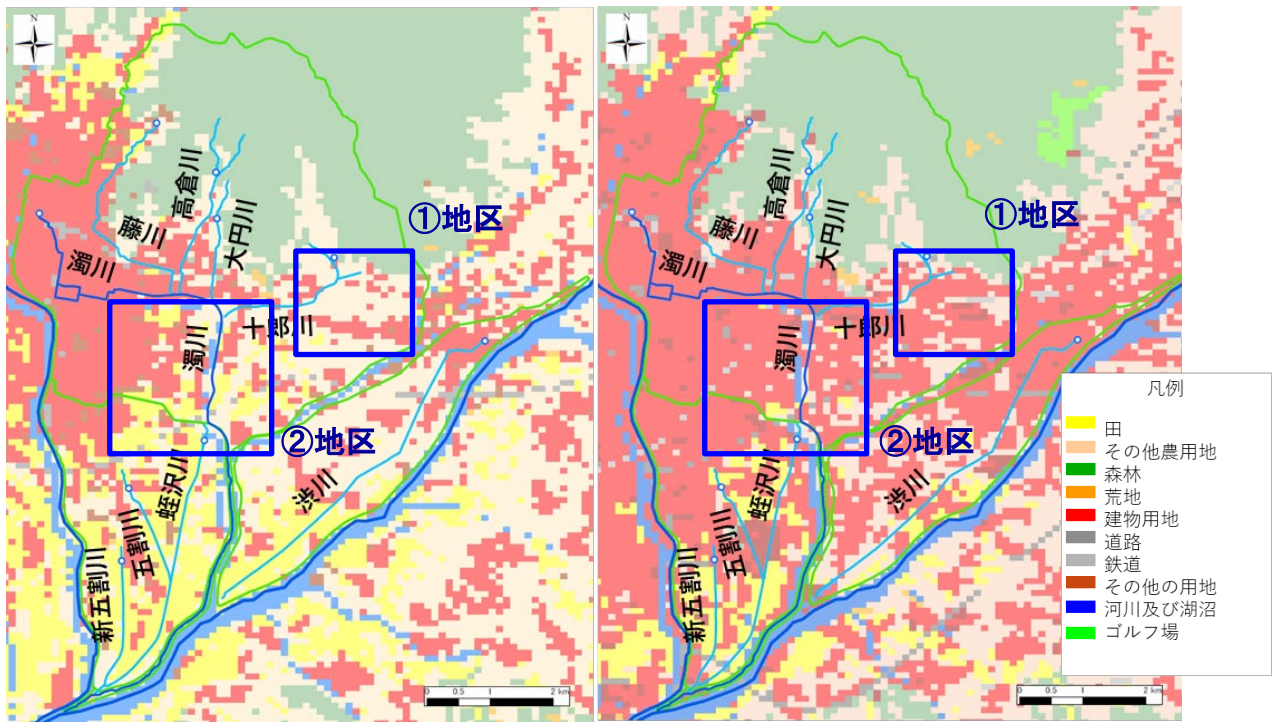 N
高倉川
大円川
藤川
濁川
①地区
十郎川
濁川
②地区
蛭沢川
渋川
五割川
新五割川
0 0.5 1 2 km
N
高倉川
大円川
藤川
濁川
①地区
十郎川
濁川
②地区
蛭沢川
渋川
五割川
新五割川
0 0.5 1 2 km
凡例
田
その他農用地
森林
荒地
建物用地
道路
鉄道
その他の用地
河川及び湖沼
ゴルフ場